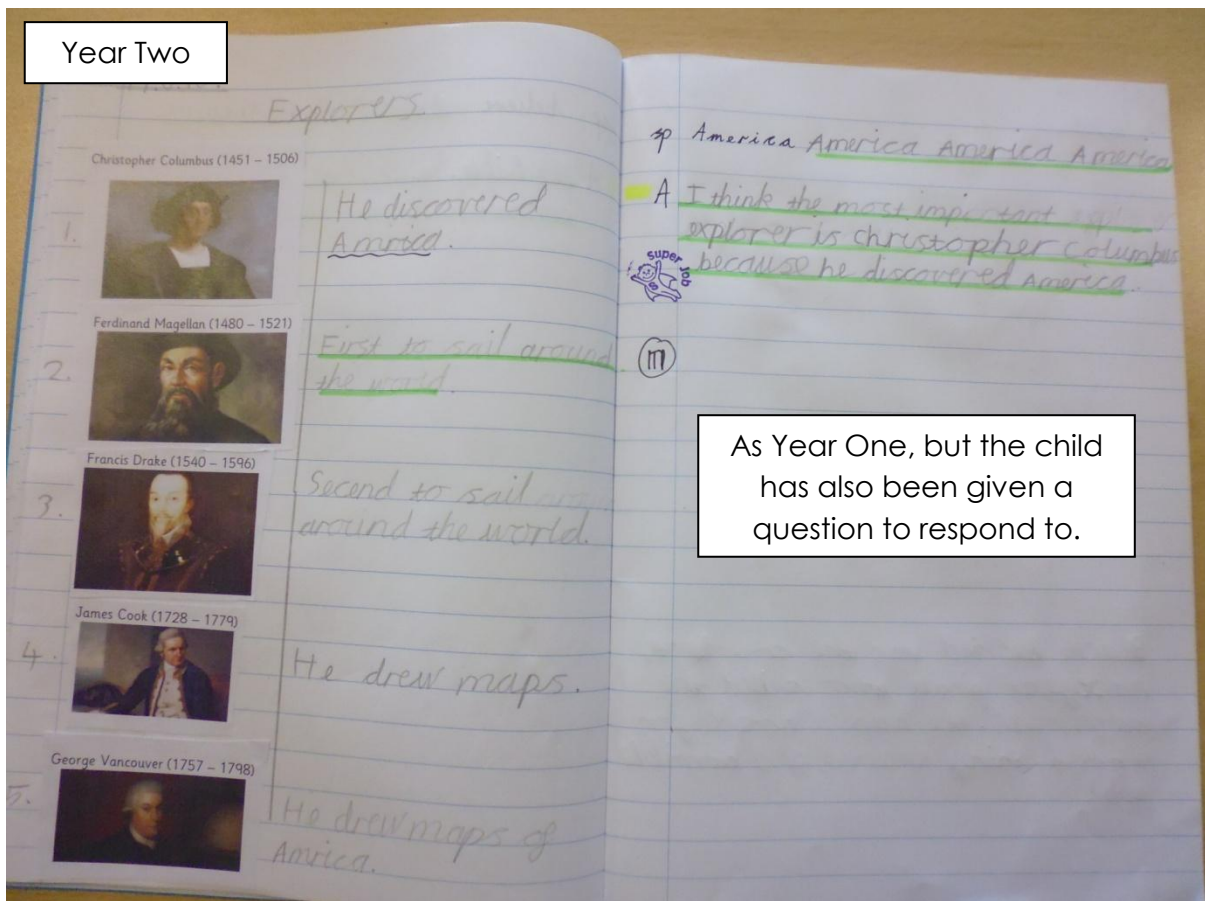 Year Two
Explorers.
Christopher Columbus (1451 – 1506)
1.
He discovered
Amrica.
Ferdinand Magellan (1480 – 1521)
2.
First to sail around
the world.
Francis Drake (1540 – 1596)
3.
Second to sail
around the world.
James Cook (1728 – 1779)
4.
He drew maps.
George Vancouver (1757 – 1798)
5.
He drew maps of
Amrica.
sp America America America America
A I think the most important
explorer is christopher Columbus
because he discovered America.
Super Job
m
As Year One, but the child
has also been given a
question to respond to.